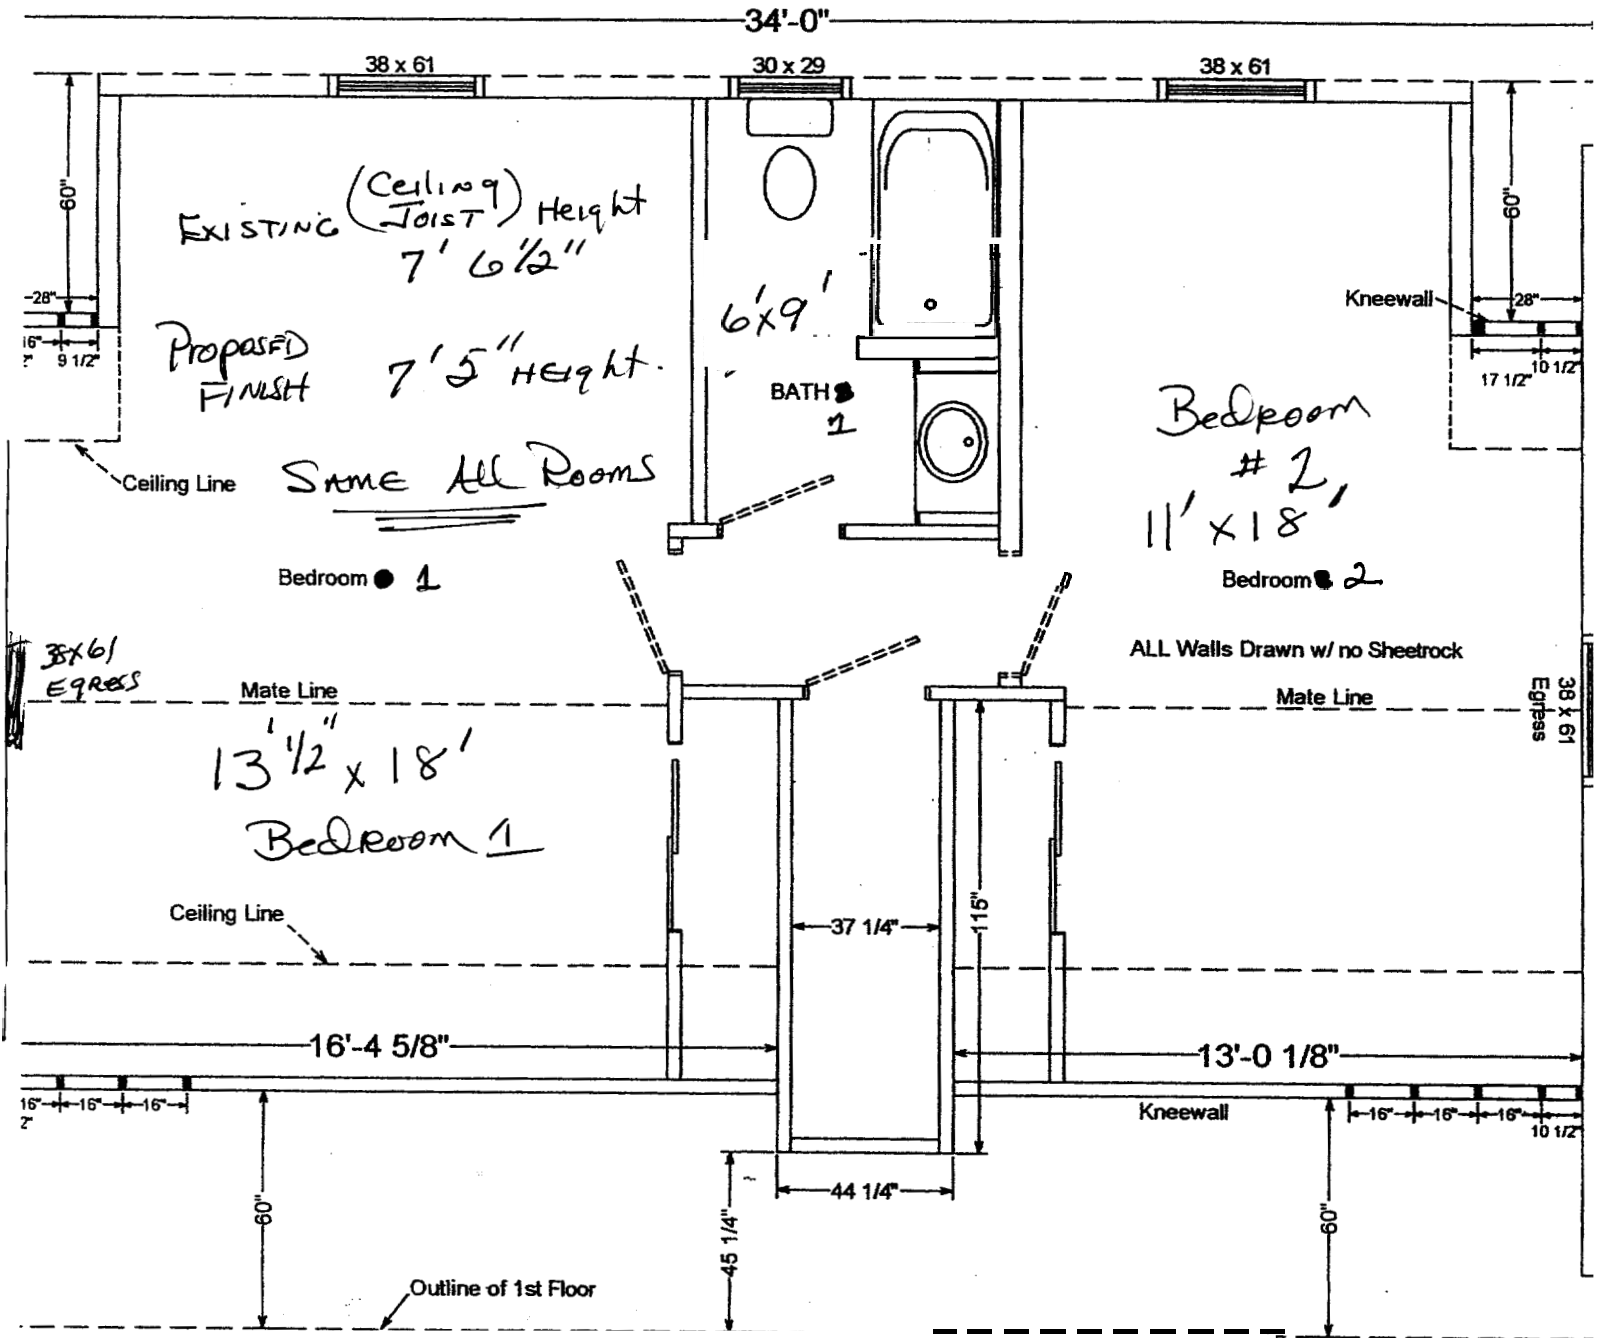 34'-0"
38 x 61
30 x 29
38 x 61
60"
60"
EXISTING (Ceiling JOIST) Height
7' 6 1/2"
28"
Kneewall
28"
16"
9 1/2"
2"
6'x9'
Proposed
FINISH
7' 5" HEIGHT.
17 1/2"
10 1/2"
BATH
1
Bedroom
# 2,
11' x 18'
Ceiling Line
SAME All Rooms
Bedroom 1
Bedroom 2
38x61
EgRESS
ALL Walls Drawn w/ no Sheetrock
Mate Line
Mate Line
38 x 61
Egress
13' 1/2" x 18'
Bedroom 1
Ceiling Line
37 1/4"
115"
16'-4 5/8"
13'-0 1/8"
16"
16"
16"
2"
Kneewall
16"
16"
16"
10 1/2"
44 1/4"
60"
45 1/4"
60"
Outline of 1st Floor